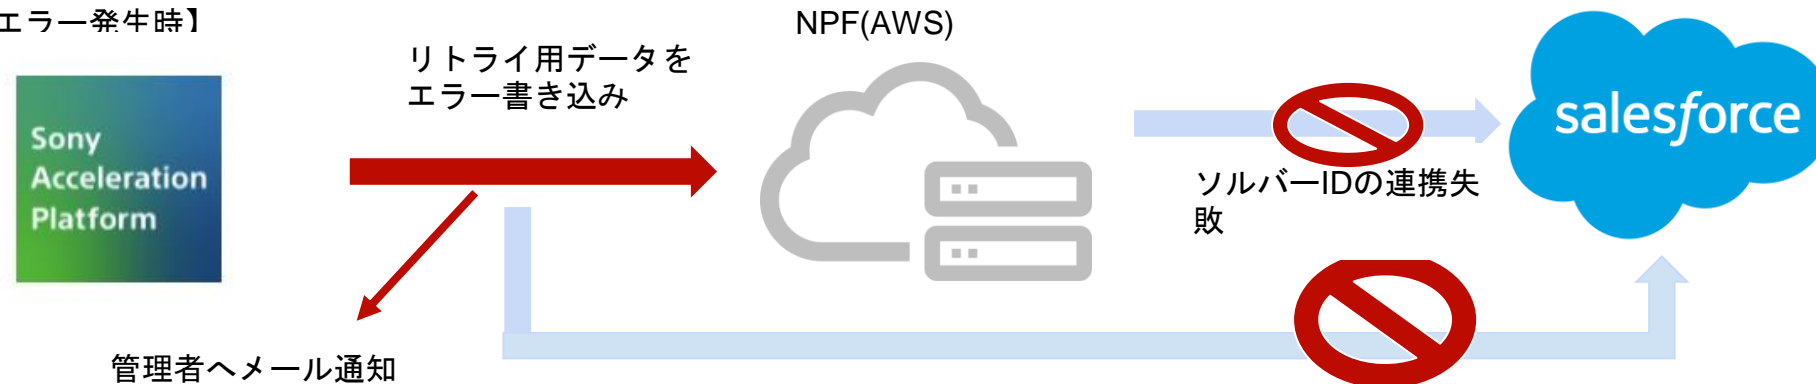 エラー発生時】
NPF(AWS)
リトライ用データを
エラー書き込み
Sony
Acceleration
Platform
salesforce
ソルバーIDの連携失
敗
管理者へメール通知